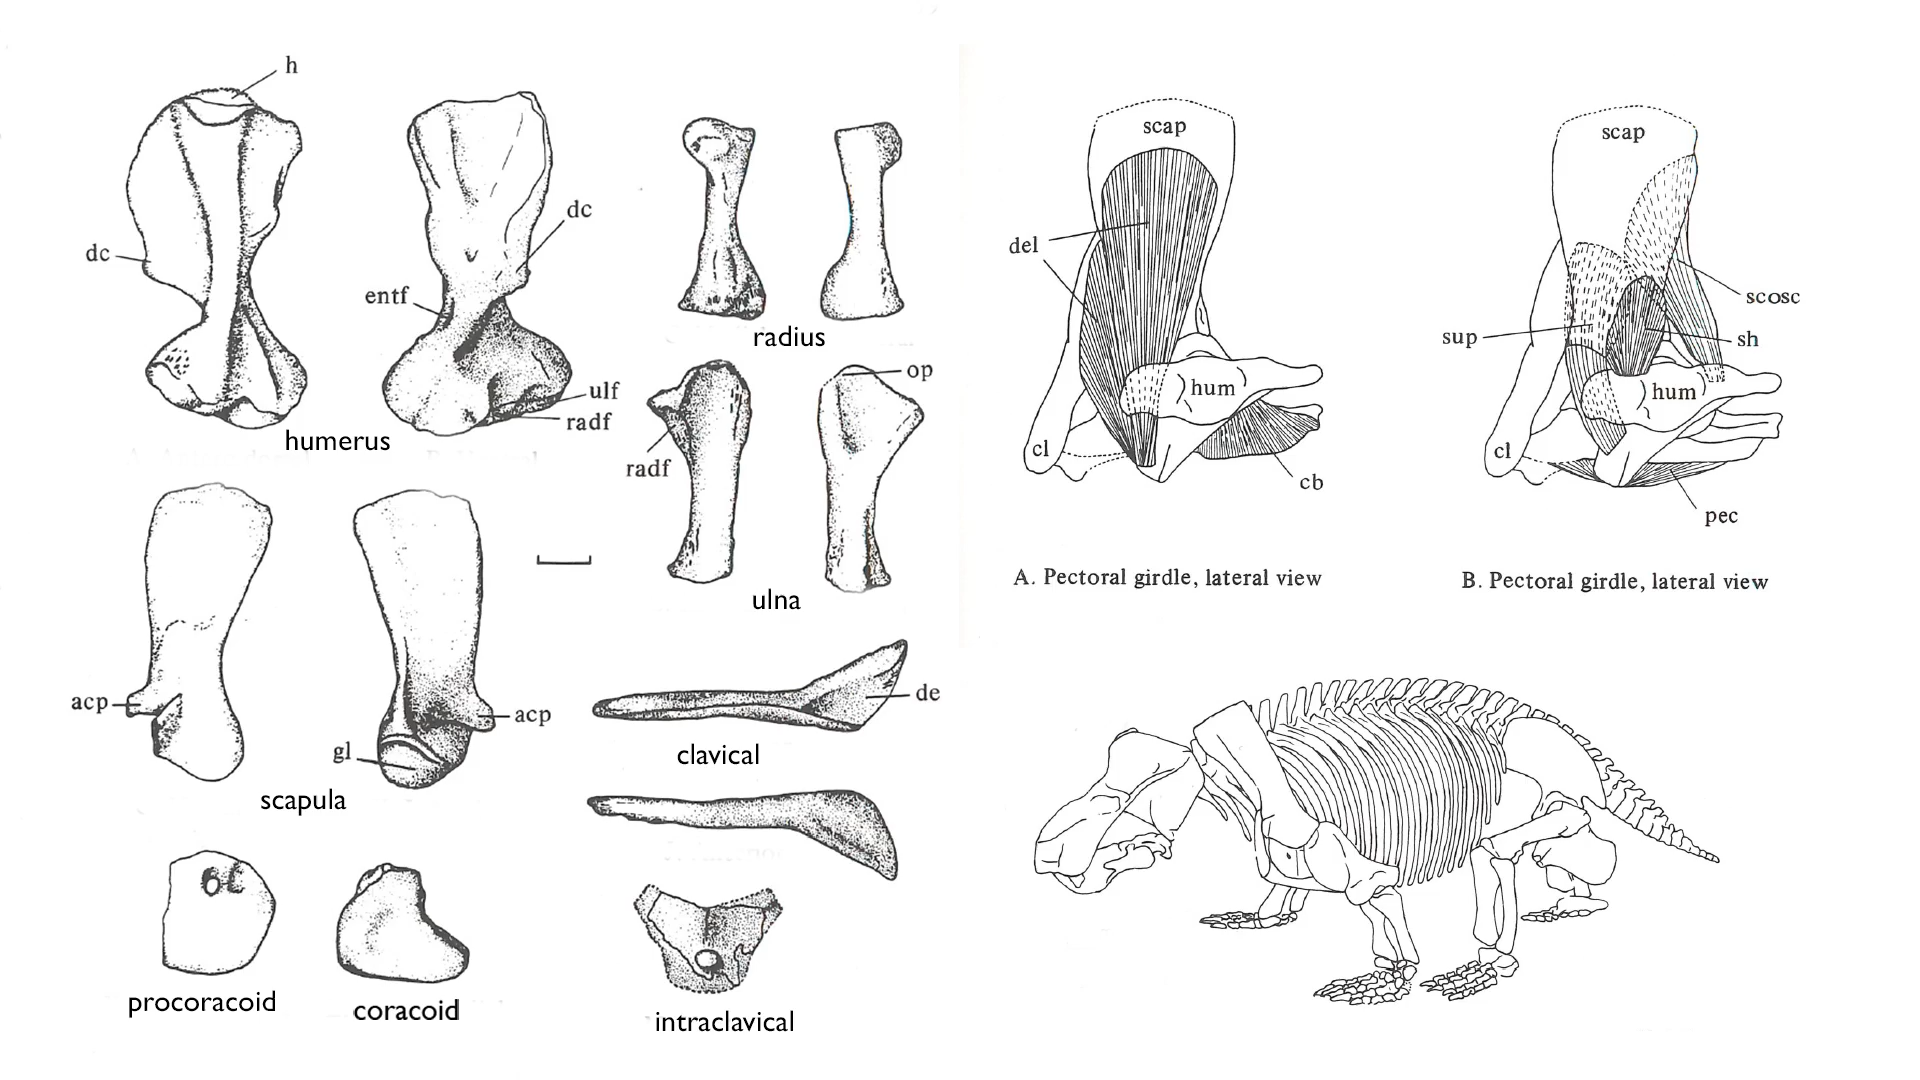 h
dc
dc
entf
ulf
radf
humerus
radius
op
radf
ulna
acp
acp
gl
scapula
de
clavical
procoracoid
coracoid
intraclavical
scap
del
hum
cl
cb
A. Pectoral girdle, lateral view
scap
scosc
sup
sh
hum
cl
pec
B. Pectoral girdle, lateral view